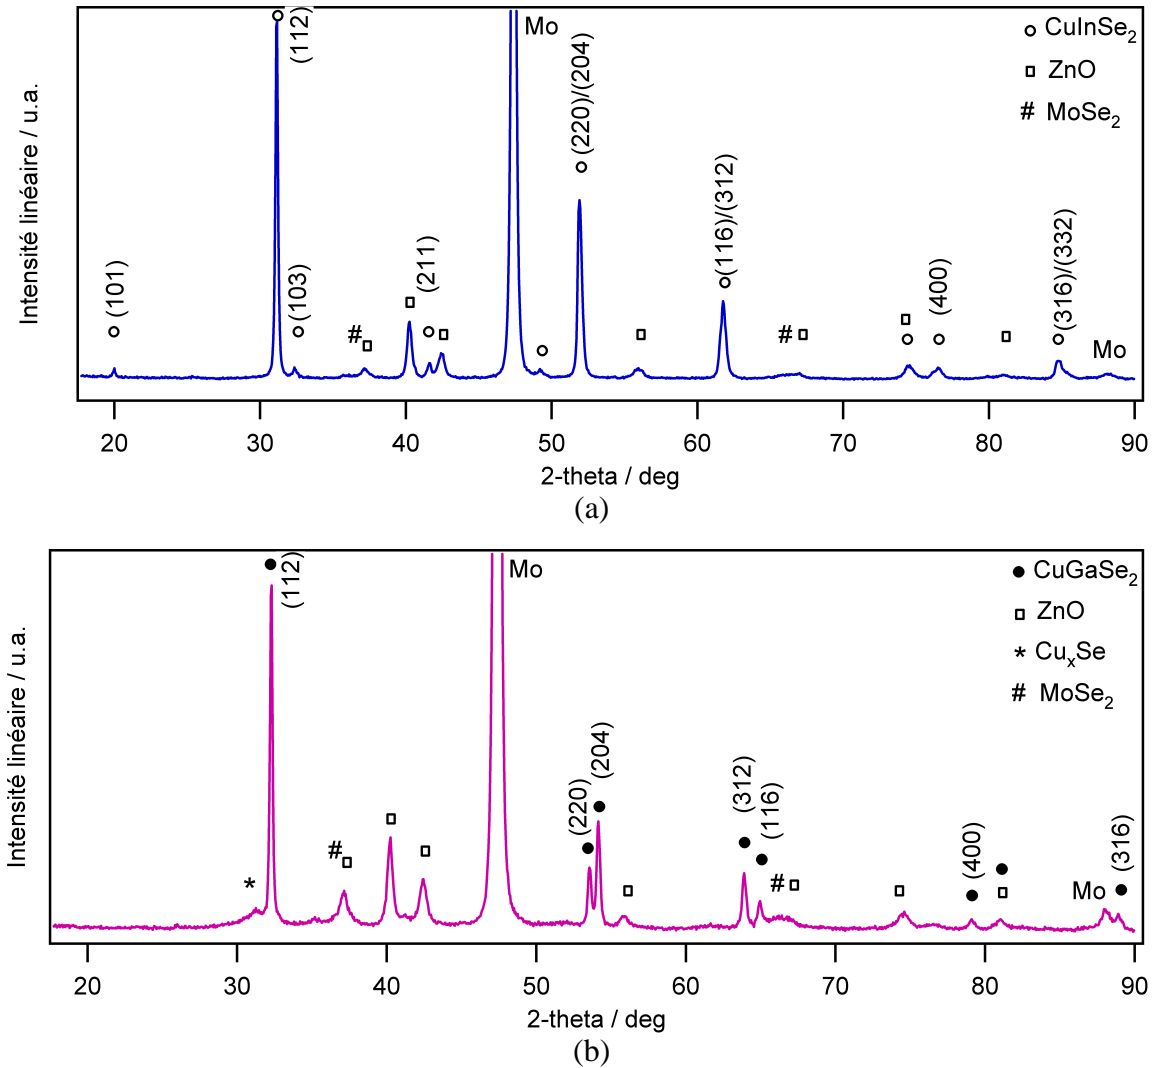 Mo
CuInSe2
ZnO
# MoSe2
(112)
(220)/(204)
(116)/(312)
(101)
(103)
(211)
(400)
(316)/(332)
#
#
Mo
Intensité linéaire / u.a.
20 30 40 50 60 70 80 90
2-theta / deg
(a)
Mo
CuGaSe2
ZnO
* CuxSe
# MoSe2
(112)
(220)
(204)
(312)
(116)
(400)
(316)
*
#
#
Mo
Intensité linéaire / u.a.
20 30 40 50 60 70 80 90
2-theta / deg
(b)